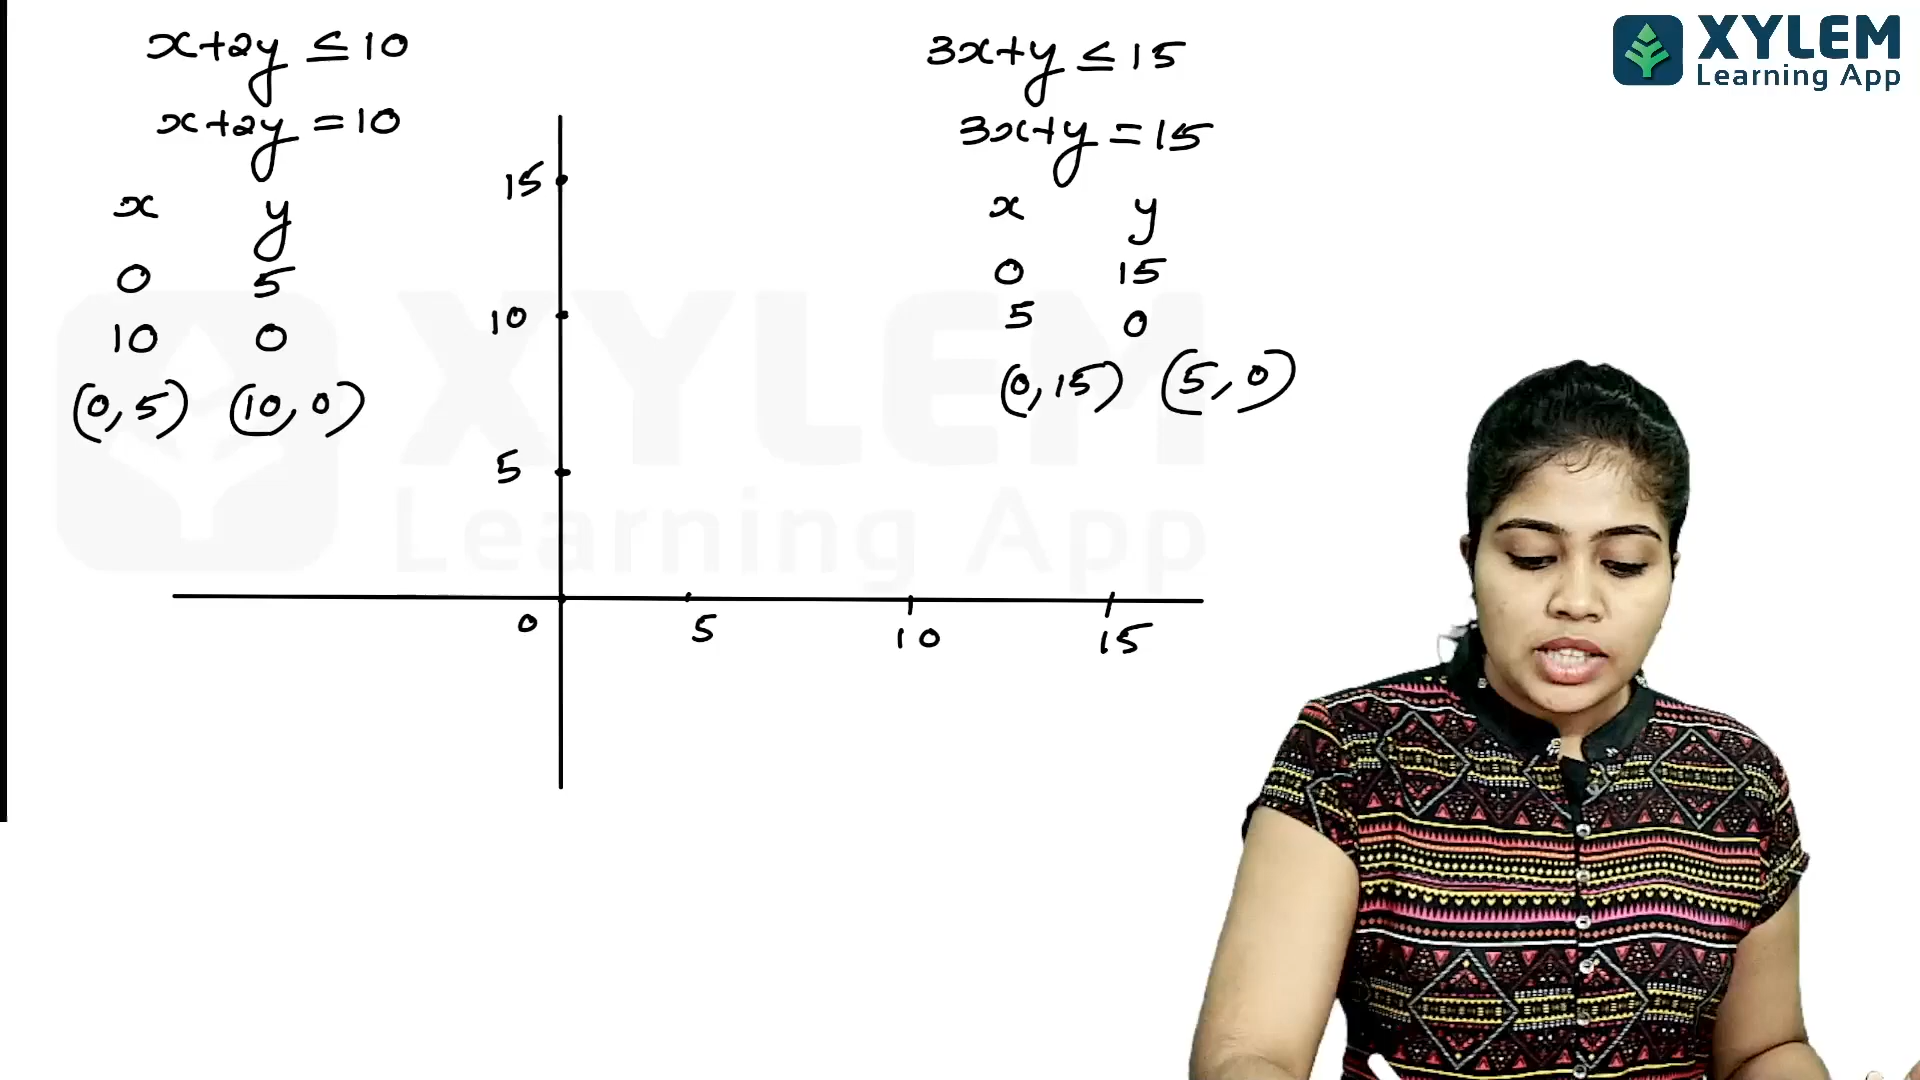 x+2y ≤ 10
x+2y = 10
x y
0 5
10 0
(0,5) (10,0)
3x+y ≤ 15
3x+y = 15
x y
0 15
5 0
(0,15) (5,0)
15
10
5
0 5 10 15
XYLEM
Learning App
XYLEM
Learning App